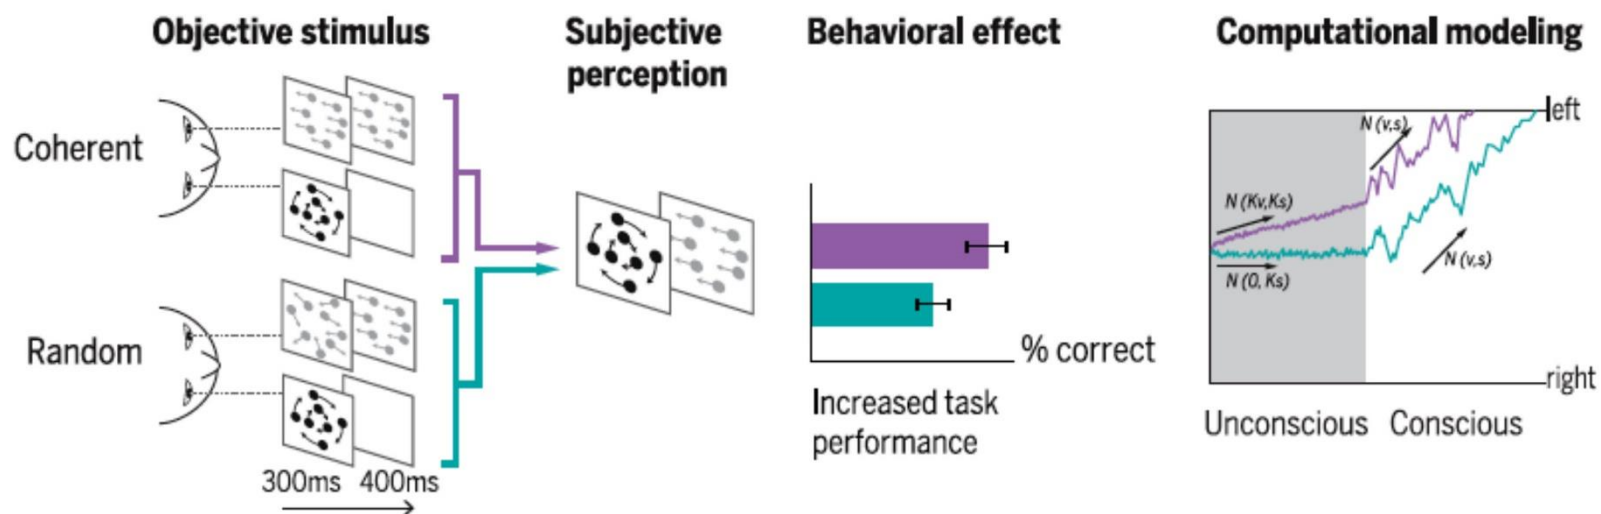 Objective stimulus
Coherent
Random
300ms 400ms
Subjective
perception
Behavioral effect
% correct
Increased task
performance
Computational modeling
left
N (v,s)
N (Kv,Ks)
N (v,s)
N (0, Ks)
right
Unconscious Conscious